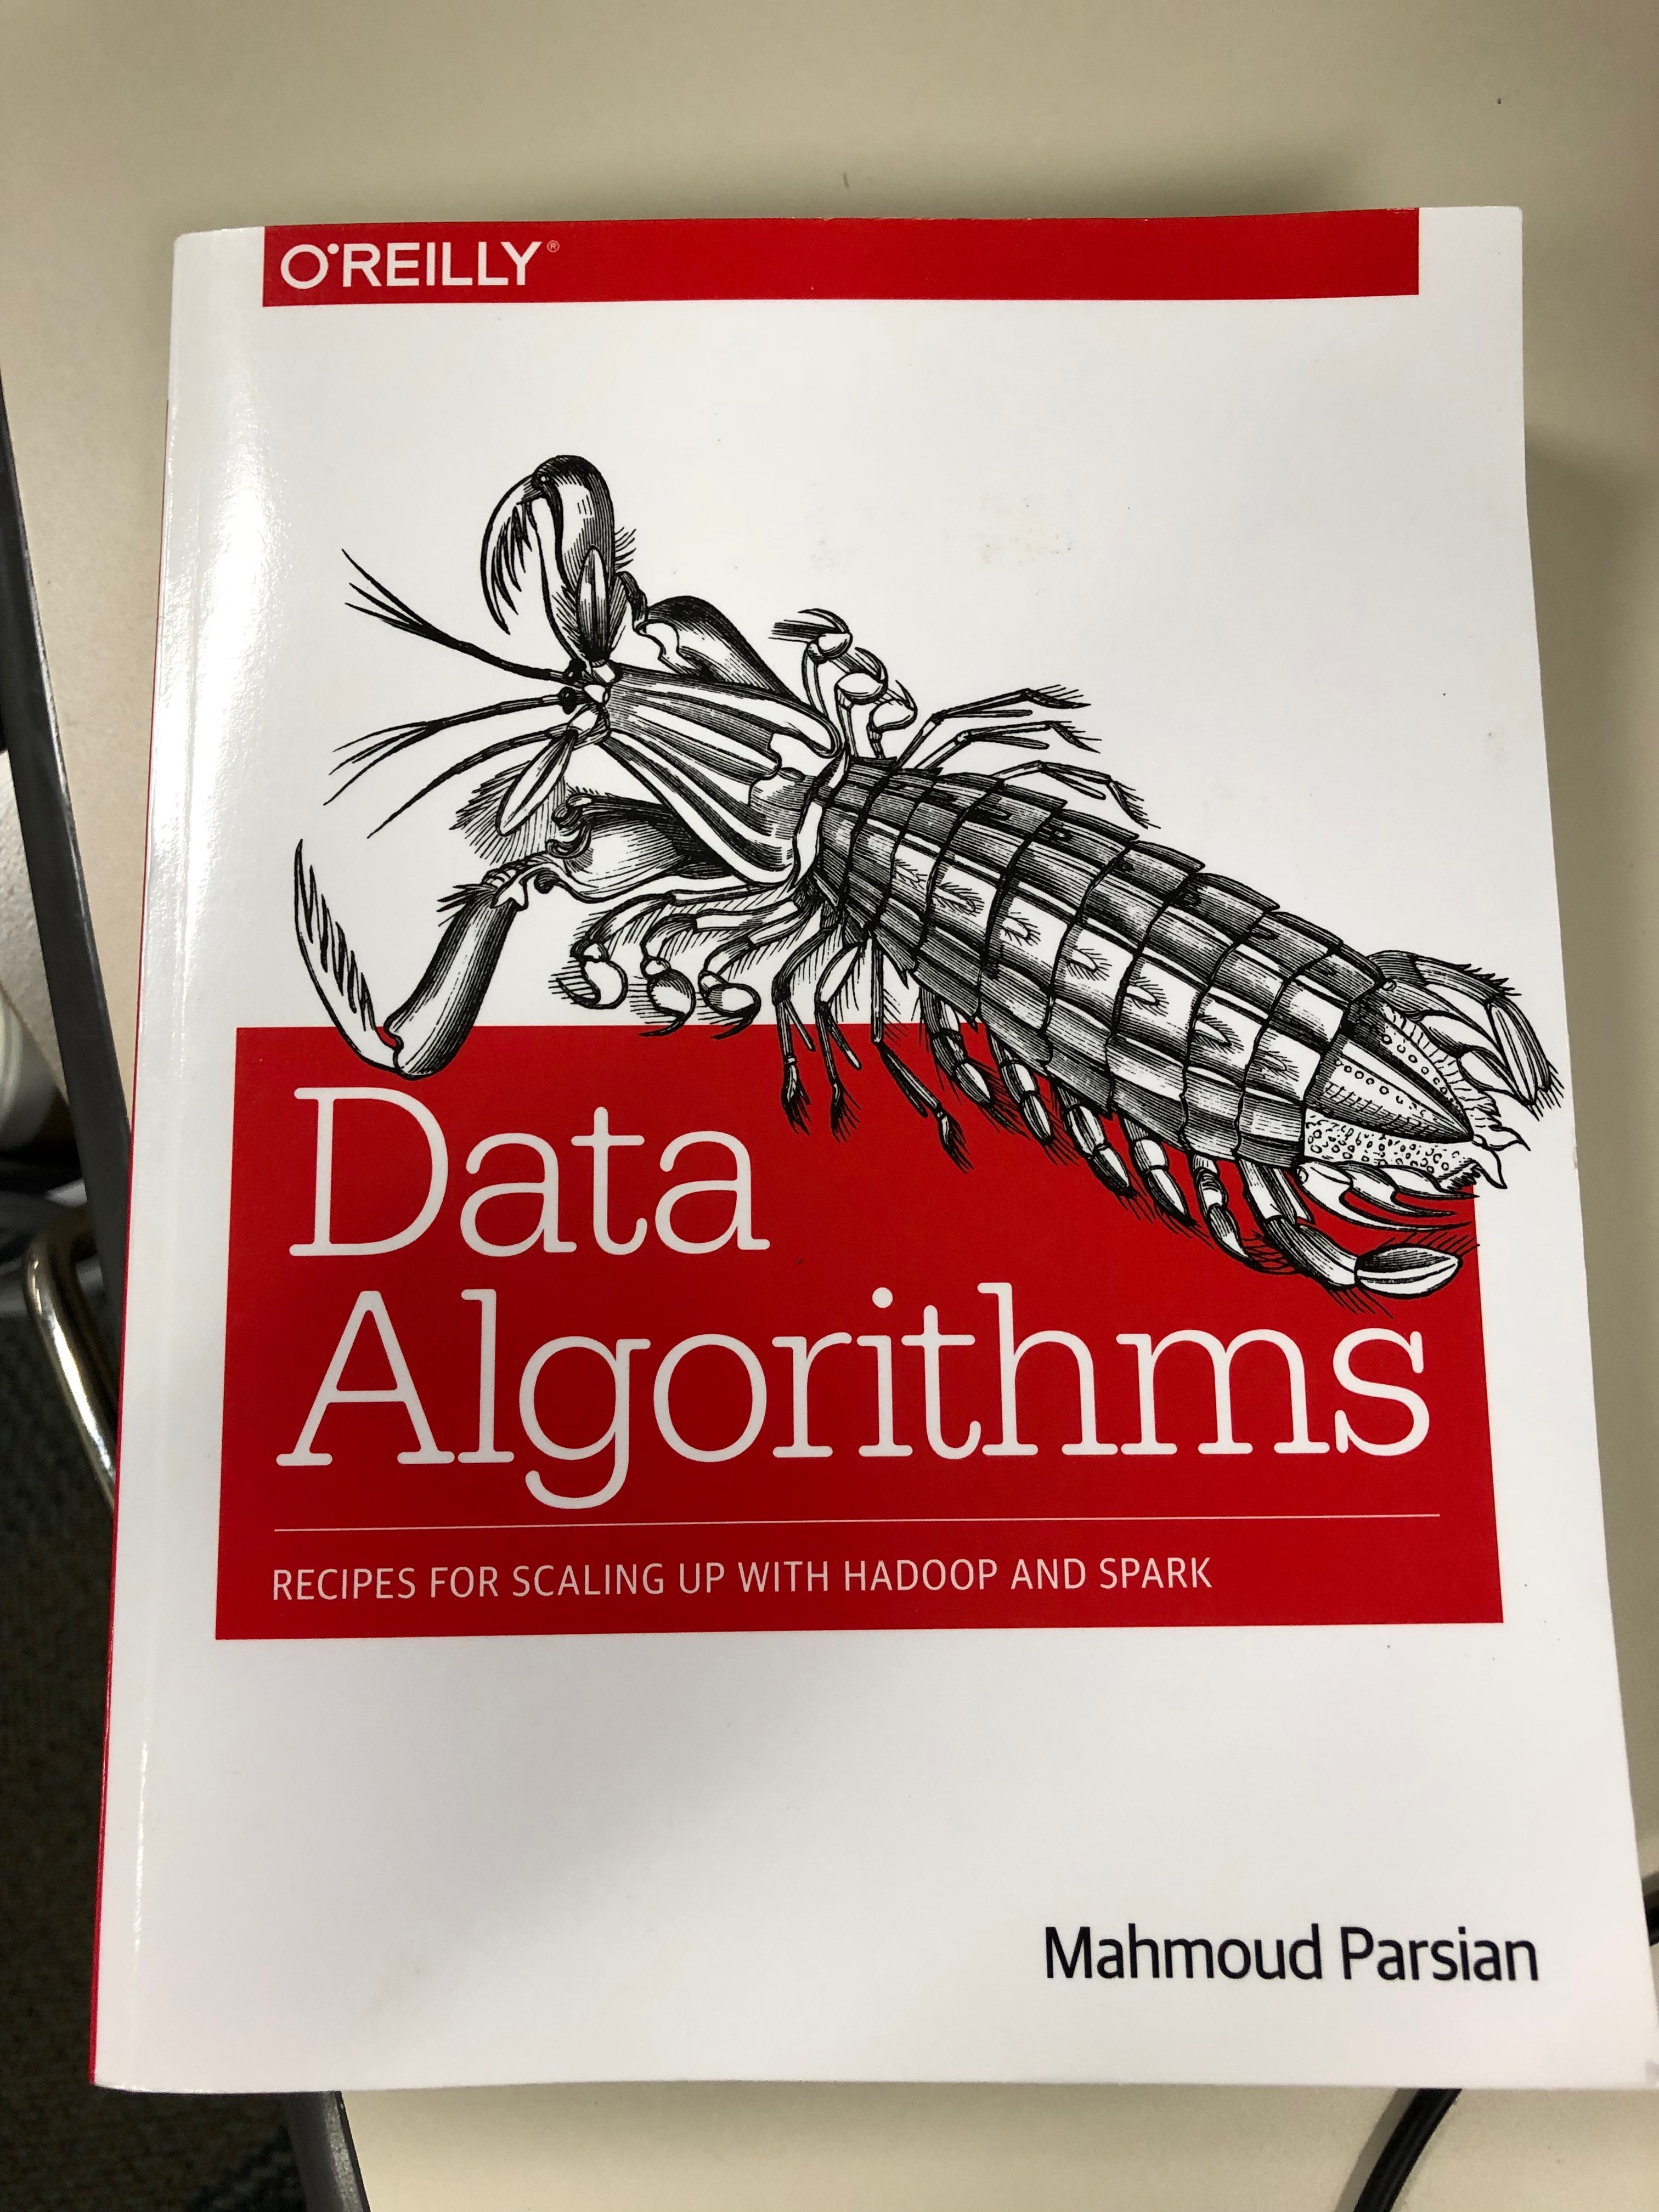 O'REILLY®
Data
Algorithms
RECIPES FOR SCALING UP WITH HADOOP AND SPARK
Mahmoud Parsian